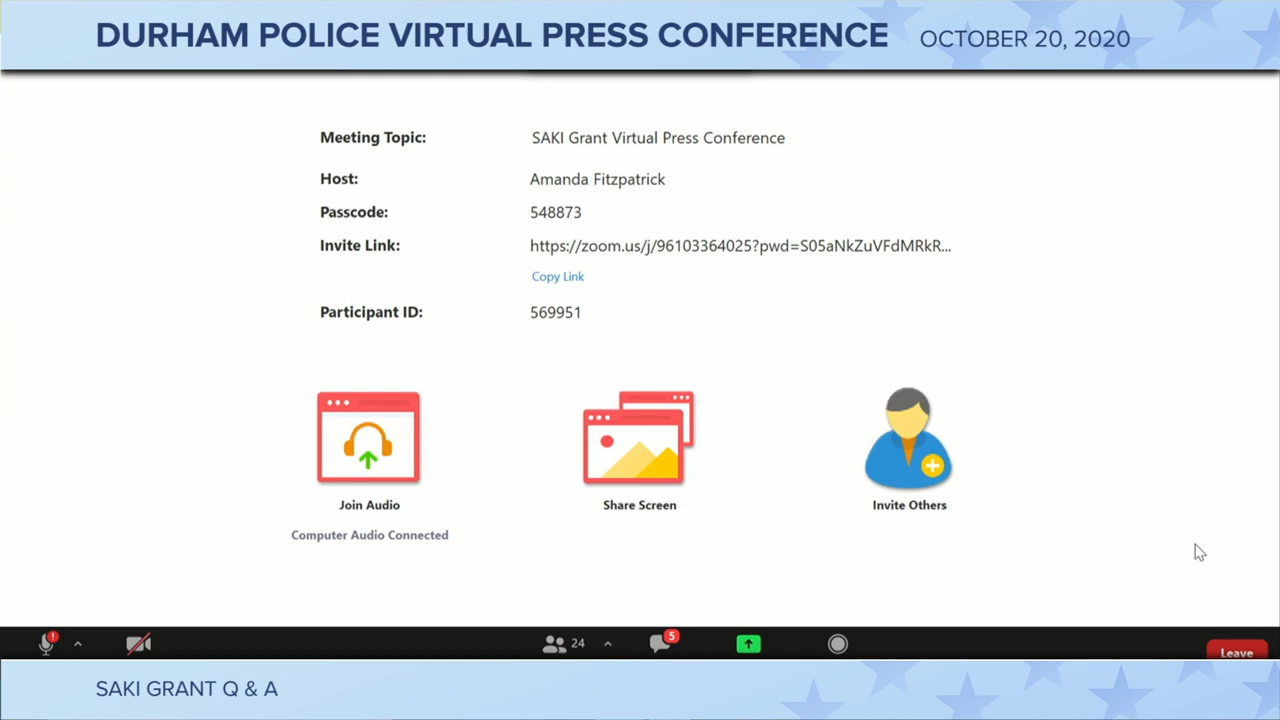 DURHAM POLICE VIRTUAL PRESS CONFERENCE OCTOBER 20, 2020
Meeting Topic: SAKI Grant Virtual Press Conference
Host: Amanda Fitzpatrick
Passcode: 548873
Invite Link: https://zoom.us/j/96103364025?pwd=S05aNkZuVFdMRkR...
Copy Link
Participant ID: 569951
Join Audio Share Screen Invite Others
Computer Audio Connected
! 24 5 Leave
SAKI GRANT Q & A